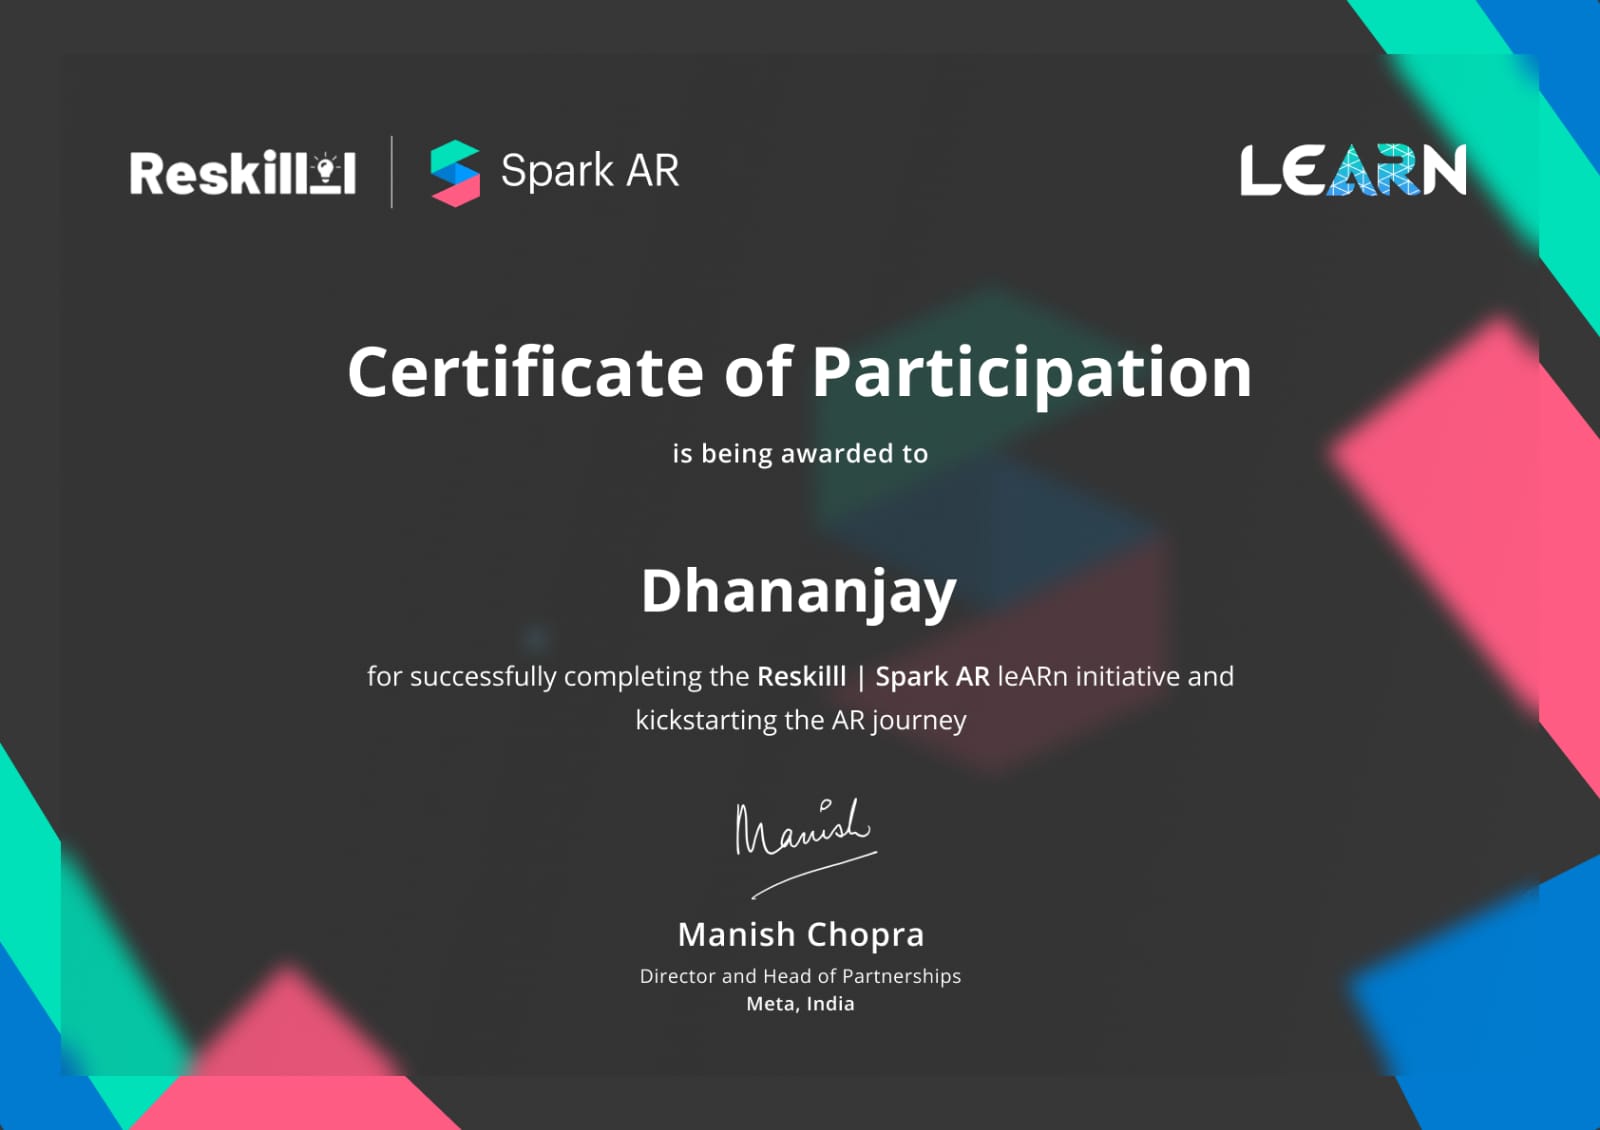 Reskilll | Spark AR
LEARN
Certificate of Participation
is being awarded to
Dhananjay
for successfully completing the Reskilll | Spark AR leARn initiative and
kickstarting the AR journey
Manish
Manish Chopra
Director and Head of Partnerships
Meta, India